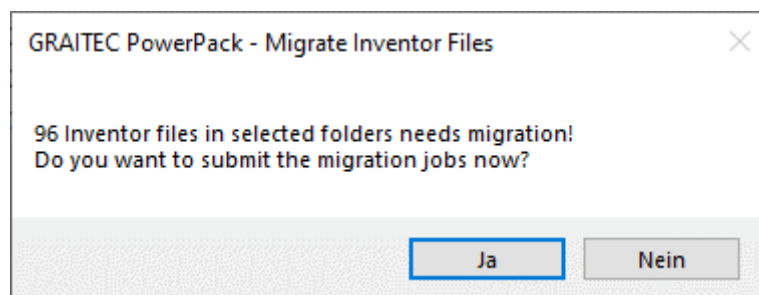 GRAITEC PowerPack - Migrate Inventor Files
96 Inventor files in selected folders needs migration!
Do you want to submit the migration jobs now?
Ja
Nein